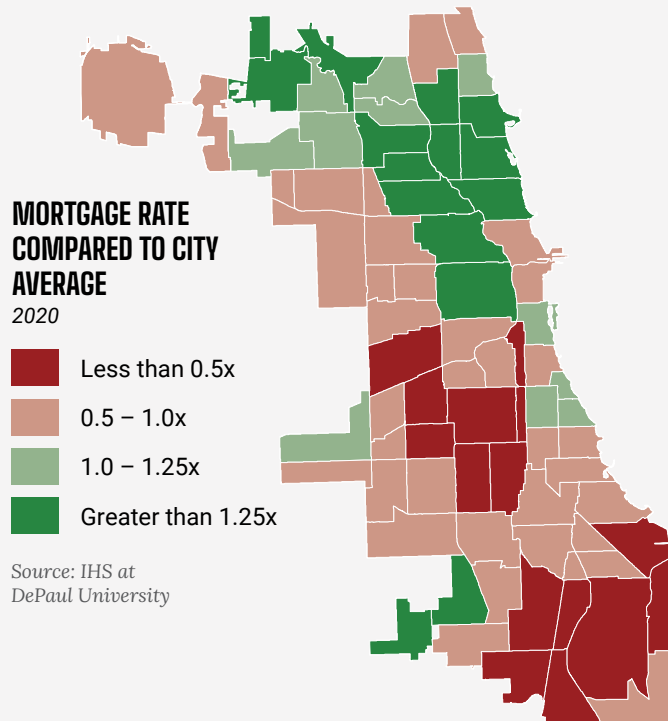 MORTGAGE RATE
COMPARED TO CITY
AVERAGE
2020
Less than 0.5x
0.5 – 1.0x
1.0 – 1.25x
Greater than 1.25x
Source: IHS at
DePaul University